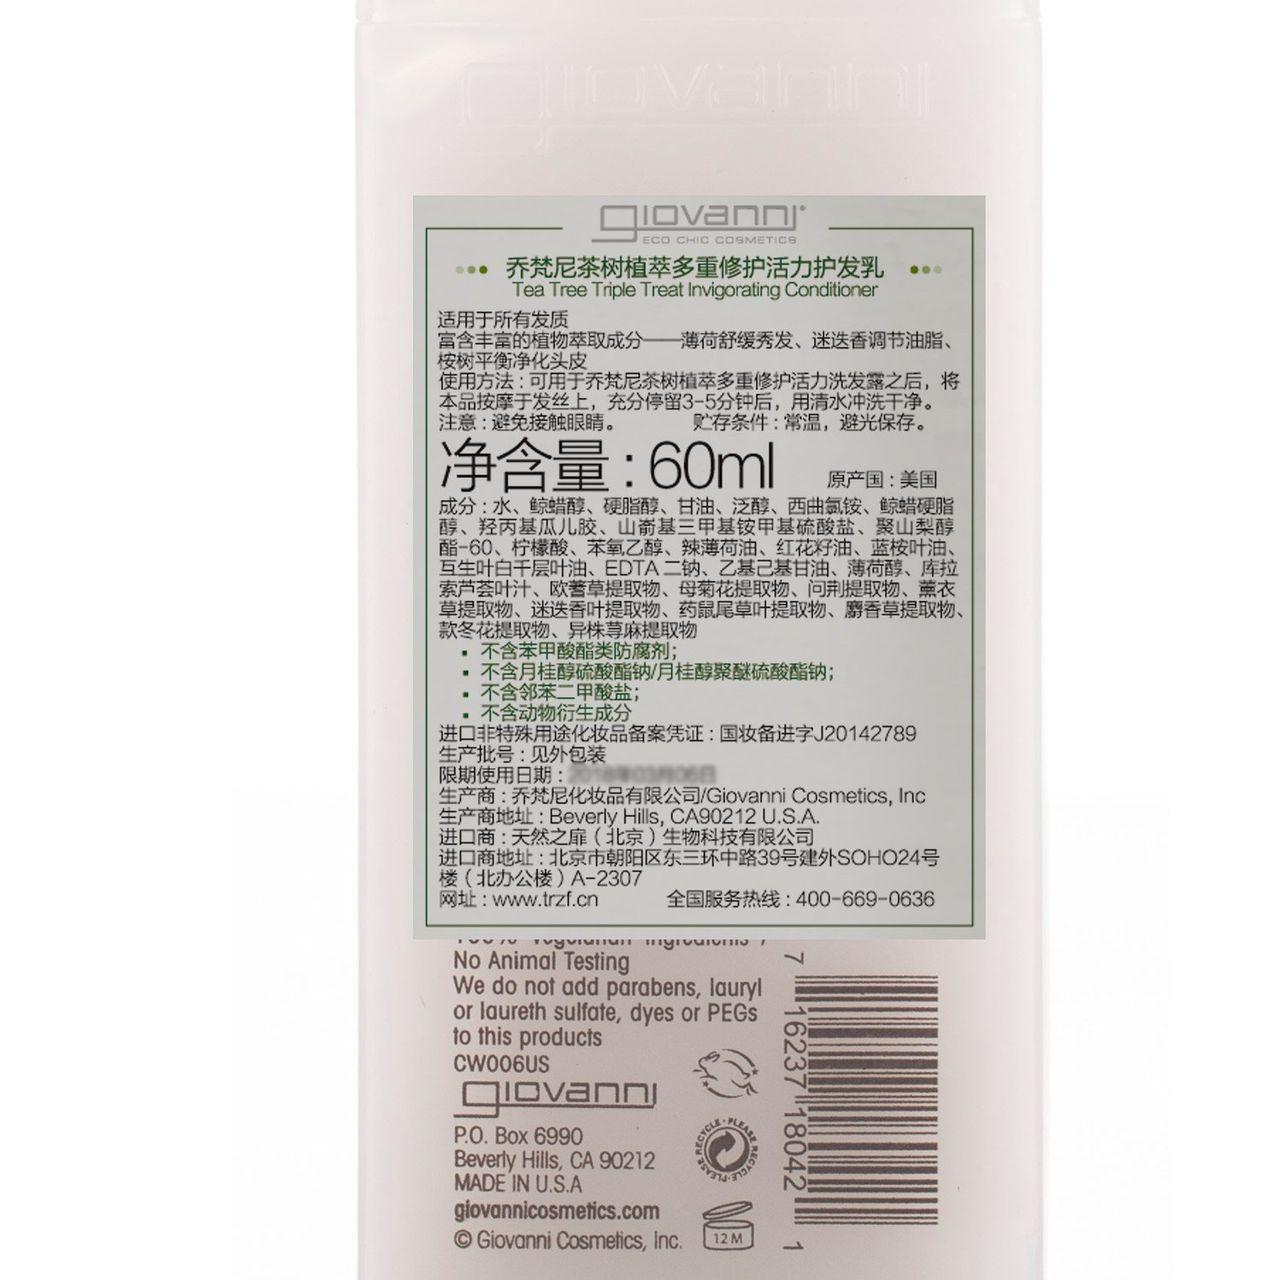 giovanni
giovanni
ECO CHIC COSMETICS
乔梵尼茶树植萃多重修护活力护发乳
Tea Tree Triple Treat Invigorating Conditioner
适用于所有发质
富含丰富的植物萃取成分——薄荷舒缓秀发、迷迭香调节油脂、
桉树平衡净化头皮
使用方法：可用于乔梵尼茶树植萃多重修护活力洗发露之后，将
本品按摩于发丝上，充分停留3-5分钟后，用清水冲洗干净。
注意：避免接触眼睛。 贮存条件：常温，避光保存。
净含量：60ml 原产国：美国
成分：水、鲸蜡醇、硬脂醇、甘油、泛醇、西曲氯铵、鲸蜡硬脂
醇、羟丙基瓜儿胶、山嵛基三甲基铵甲基硫酸盐、聚山梨醇
酯-60、柠檬酸、苯氧乙醇、辣薄荷油、红花籽油、蓝桉叶油、
互生叶白千层叶油、EDTA 二钠、乙基己基甘油、薄荷醇、库拉
索芦荟叶汁、欧蓍草提取物、母菊花提取物、问荆提取物、薰衣
草提取物、迷迭香叶提取物、药鼠尾草叶提取物、麝香草提取物、
款冬花提取物、异株荨麻提取物
▪ 不含苯甲酸酯类防腐剂；
▪ 不含月桂醇硫酸酯钠/月桂醇聚醚硫酸酯钠；
▪ 不含邻苯二甲酸盐；
▪ 不含动物衍生成分
进口非特殊用途化妆品备案凭证：国妆备进字J20142789
生产批号：见外包装
限期使用日期：
生产商：乔梵尼化妆品有限公司/Giovanni Cosmetics, Inc
生产商地址：Beverly Hills, CA90212 U.S.A.
进口商：天然之扉（北京）生物科技有限公司
进口商地址：北京市朝阳区东三环中路39号建外SOHO24号
楼（北办公楼）A-2307
网址：www.trzf.cn 全国服务热线：400-669-0636
100% Vegetarian Ingredients /
No Animal Testing
We do not add parabens, lauryl
or laureth sulfate, dyes or PEGs
to this products
CW006US
giovanni
P.O. Box 6990
Beverly Hills, CA 90212
MADE IN U.S.A
giovannicosmetics.com
© Giovanni Cosmetics, Inc.
PLEASE RECYCLE • PLEASE RECYCLE •
12 M
7 16237 18042 1